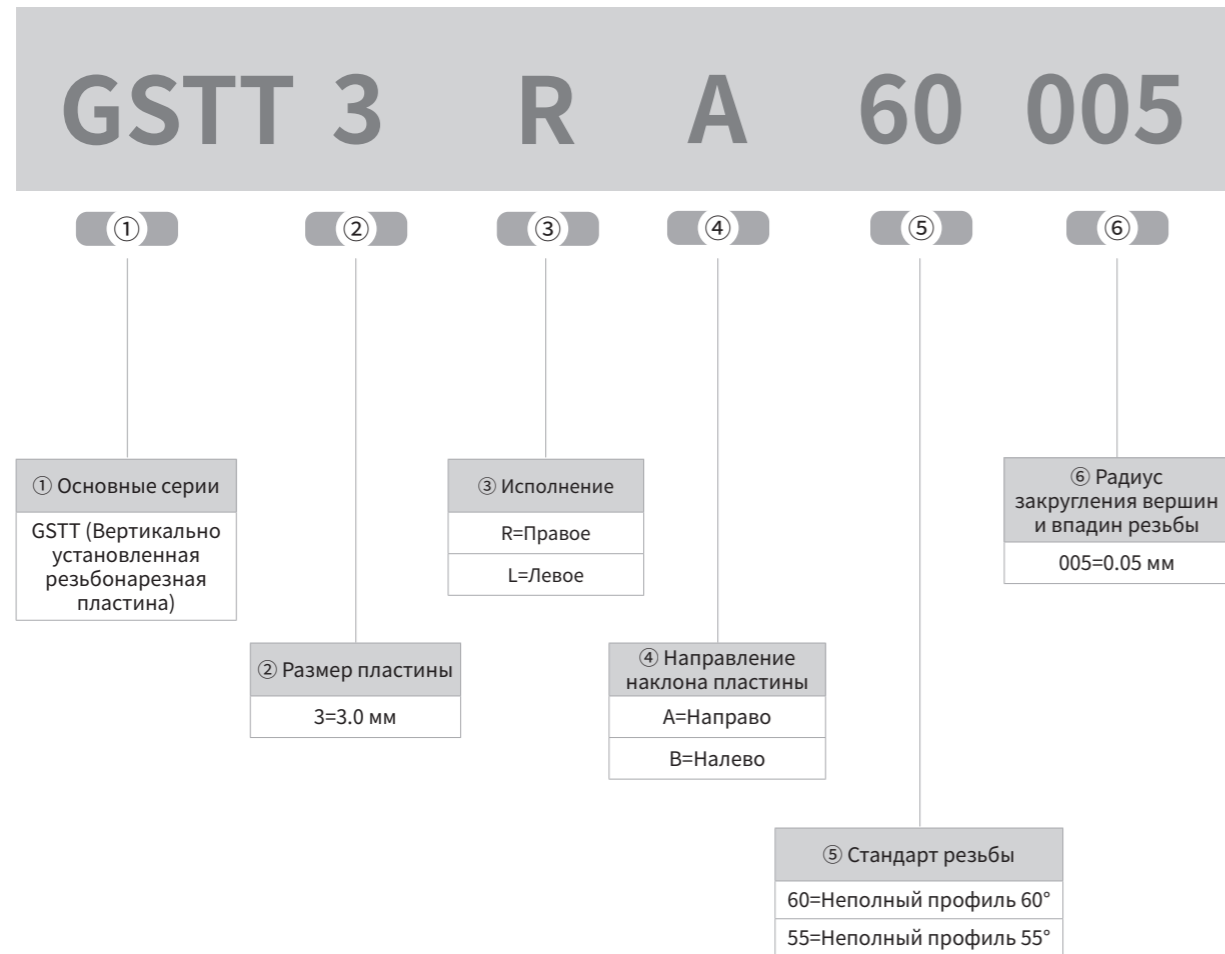 GSTT 3 R A 60 005
① ② ③ ④ ⑤ ⑥
① Основные серии
GSTT (Вертикально
установленная
резьбонарезная
пластина)
② Размер пластины
3=3.0 мм
③ Исполнение
R=Правое
L=Левое
④ Направление
наклона пластины
A=Направо
B=Налево
⑤ Стандарт резьбы
60=Неполный профиль 60°
55=Неполный профиль 55°
⑥ Радиус
закругления вершин
и впадин резьбы
005=0.05 мм